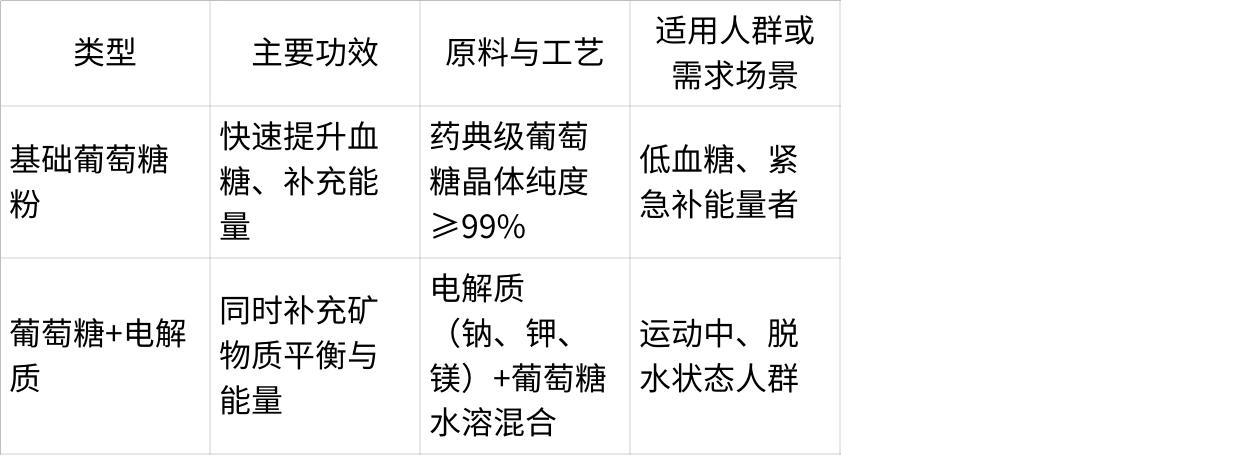 类型
主要功效
原料与工艺
适用人群或
需求场景
基础葡萄糖
粉
快速提升血
糖、补充能
量
药典级葡萄
糖晶体纯度
≥99%
低血糖、紧
急补能量者
葡萄糖+电解
质
同时补充矿
物质平衡与
能量
电解质
（钠、钾、
镁）+葡萄糖
水溶混合
运动中、脱
水状态人群